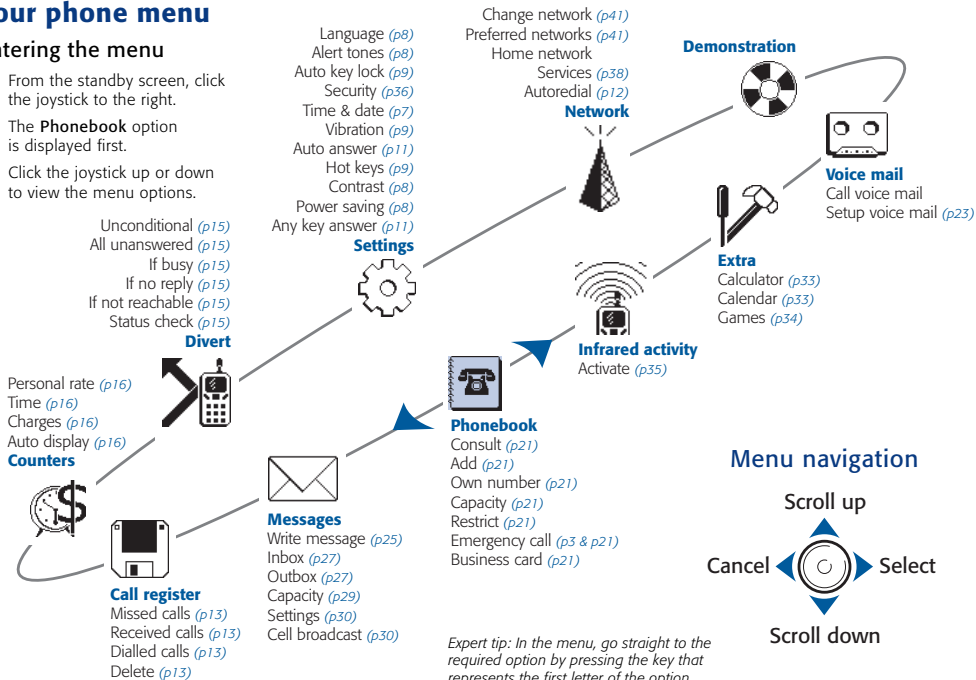 our phone menu
ntering the menu
From the standby screen, click
the joystick to the right.
The Phonebook option
is displayed first.
Click the joystick up or down
to view the menu options.
Language (p8)
Alert tones (p8)
Auto key lock (p9)
Security (p36)
Time & date (p7)
Vibration (p9)
Auto answer (p11)
Hot keys (p9)
Contrast (p8)
Power saving (p8)
Any key answer (p11)
Settings
Change network (p41)
Preferred networks (p41)
Home network
Services (p38)
Autoredial (p12)
Network
Demonstration
Voice mail
Call voice mail
Setup voice mail (p23)
Extra
Calculator (p33)
Calendar (p33)
Games (p34)
Infrared activity
Activate (p35)
Unconditional (p15)
All unanswered (p15)
If busy (p15)
If no reply (p15)
If not reachable (p15)
Status check (p15)
Divert
Personal rate (p16)
Time (p16)
Charges (p16)
Auto display (p16)
Counters
$
Call register
Missed calls (p13)
Received calls (p13)
Dialled calls (p13)
Delete (p13)
Messages
Write message (p25)
Inbox (p27)
Outbox (p27)
Capacity (p29)
Settings (p30)
Cell broadcast (p30)
Phonebook
Consult (p21)
Add (p21)
Own number (p21)
Capacity (p21)
Restrict (p21)
Emergency call (p3 & p21)
Business card (p21)
Menu navigation
Scroll up
Cancel
Select
Scroll down
Expert tip: In the menu, go straight to the
required option by pressing the key that
represents the first letter of the option